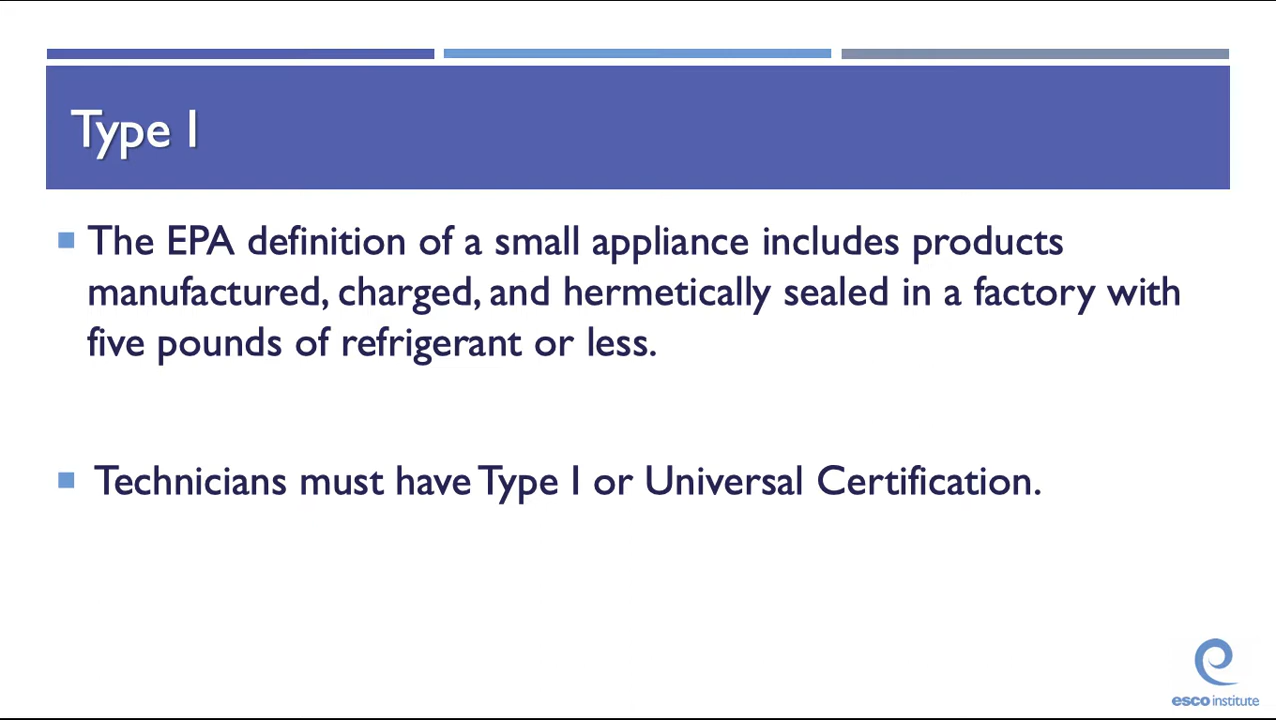 Type I
The EPA definition of a small appliance includes products
manufactured, charged, and hermetically sealed in a factory with
five pounds of refrigerant or less.
Technicians must have Type I or Universal Certification.
esco institute